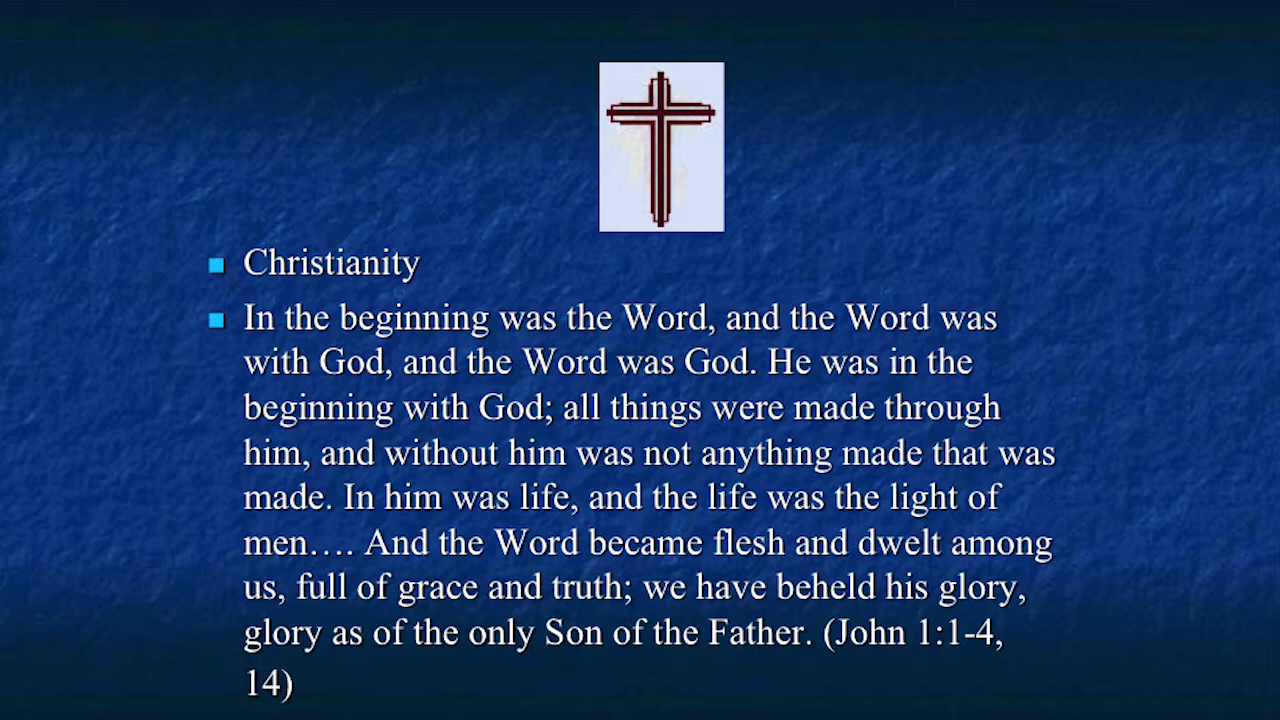 Christianity
In the beginning was the Word, and the Word was
with God, and the Word was God. He was in the
beginning with God; all things were made through
him, and without him was not anything made that was
made. In him was life, and the life was the light of
men…. And the Word became flesh and dwelt among
us, full of grace and truth; we have beheld his glory,
glory as of the only Son of the Father. (John 1:1-4,
14)